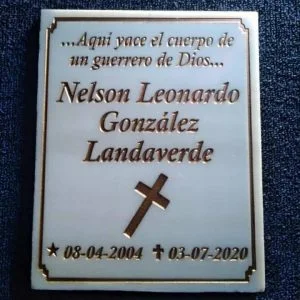 ...Aquí yace el cuerpo de
un guerrero de Dios...
Nelson Leonardo
González
Landaverde
★ 08-04-2004 ✝ 03-07-2020